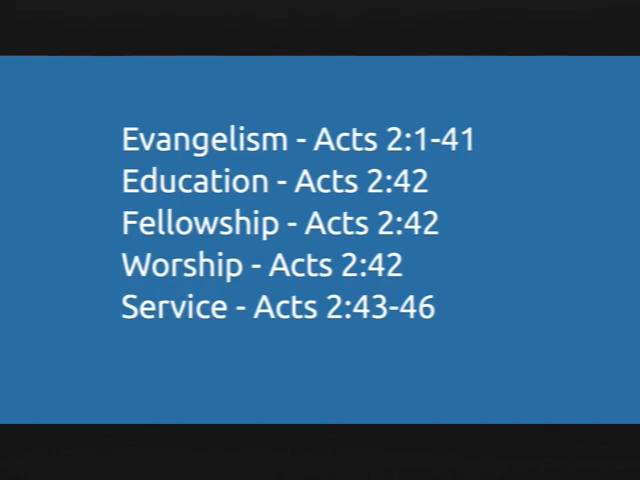 Evangelism - Acts 2:1-41
Education - Acts 2:42
Fellowship - Acts 2:42
Worship - Acts 2:42
Service - Acts 2:43-46